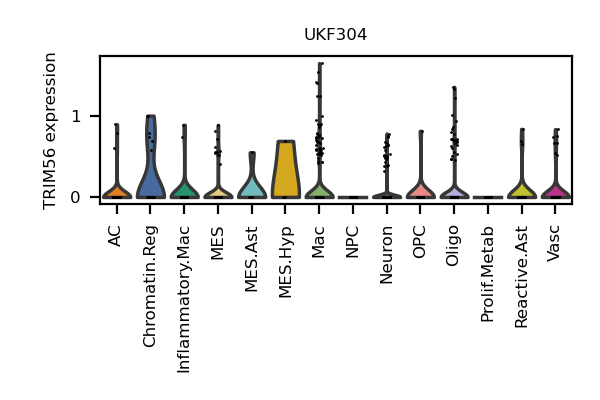 UKF304
TRIM56 expression
1
0
AC
Chromatin.Reg
Inflammatory.Mac
MES
MES.Ast
MES.Hyp
Mac
NPC
Neuron
OPC
Oligo
Prolif.Metab
Reactive.Ast
Vasc